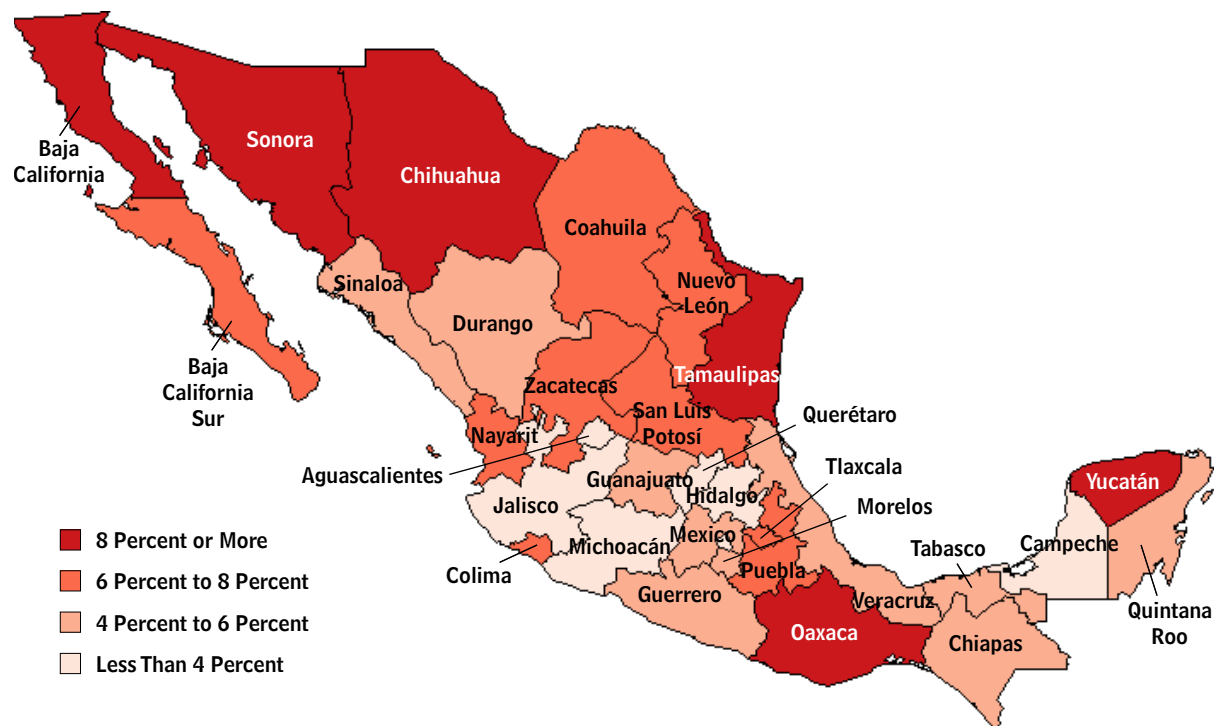 Baja
California
Sonora
Chihuahua
Coahuila
Sinaloa
Durango
Nuevo
León
Baja
California
Sur
Zacatecas
Tamaulipas
San Luis
Potosí
Querétaro
Nayarit
Aguascalientes
Guanajuato
Hidalgo
Tlaxcala
Jalisco
Morelos
Yucatán
Michoacán
Mexico
Colima
Puebla
Tabasco
Campeche
Guerrero
Veracruz
Quintana
Roo
Oaxaca
Chiapas
8 Percent or More
6 Percent to 8 Percent
4 Percent to 6 Percent
Less Than 4 Percent